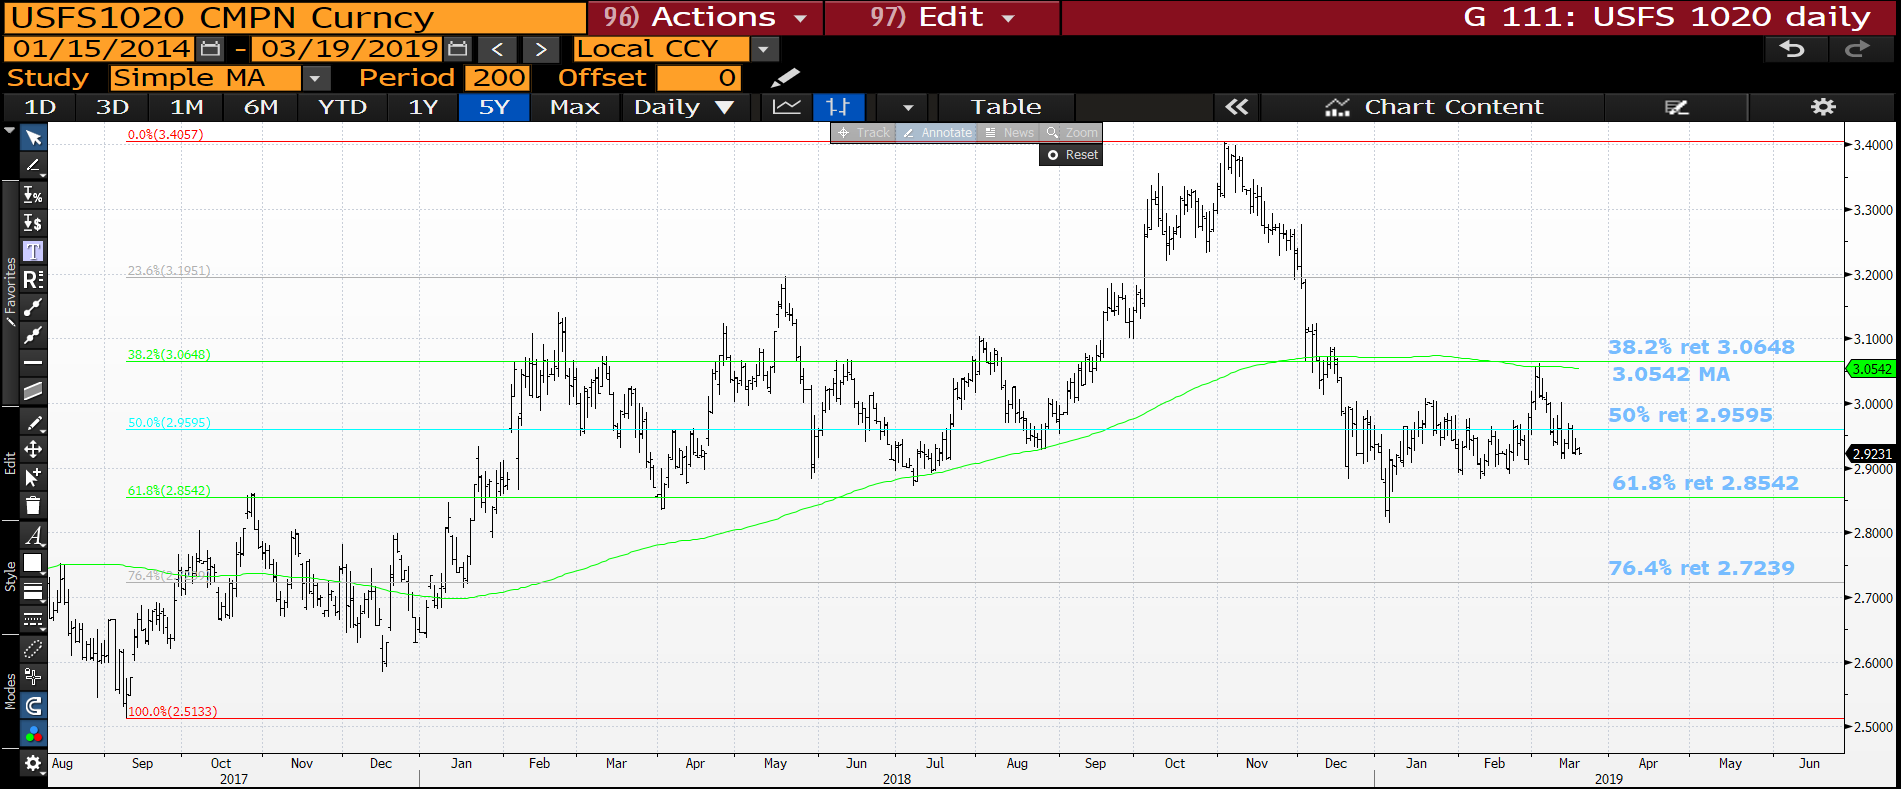 USFS1020 CMPN Curncy 96) Actions 97) Edit G 111: USFS 1020 daily
01/15/2014 - 03/19/2019 < > Local CCY
Study Simple MA Period 200 Offset 0
1D 3D 1M 6M YTD 1Y 5Y Max Daily Table Chart Content
Track Annotate News Zoom
Reset
0.0%(3.4057)
23.6%(3.1951)
38.2%(3.0648)
50.0%(2.9595)
61.8%(2.8542)
100.0%(2.5133)
38.2% ret 3.0648
3.0542 MA
50% ret 2.9595
61.8% ret 2.8542
76.4% ret 2.7239
3.4000
3.3000
3.2000
3.1000
3.0542
3.0000
2.9231
2.9000
2.8000
2.7000
2.6000
2.5000
Favorites
Edit
Style
Modes
%
$
T
R
A
Aug Sep Oct Nov Dec Jan Feb Mar Apr May Jun Jul Aug Sep Oct Nov Dec Jan Feb Mar Apr May Jun
2017 2018 2019